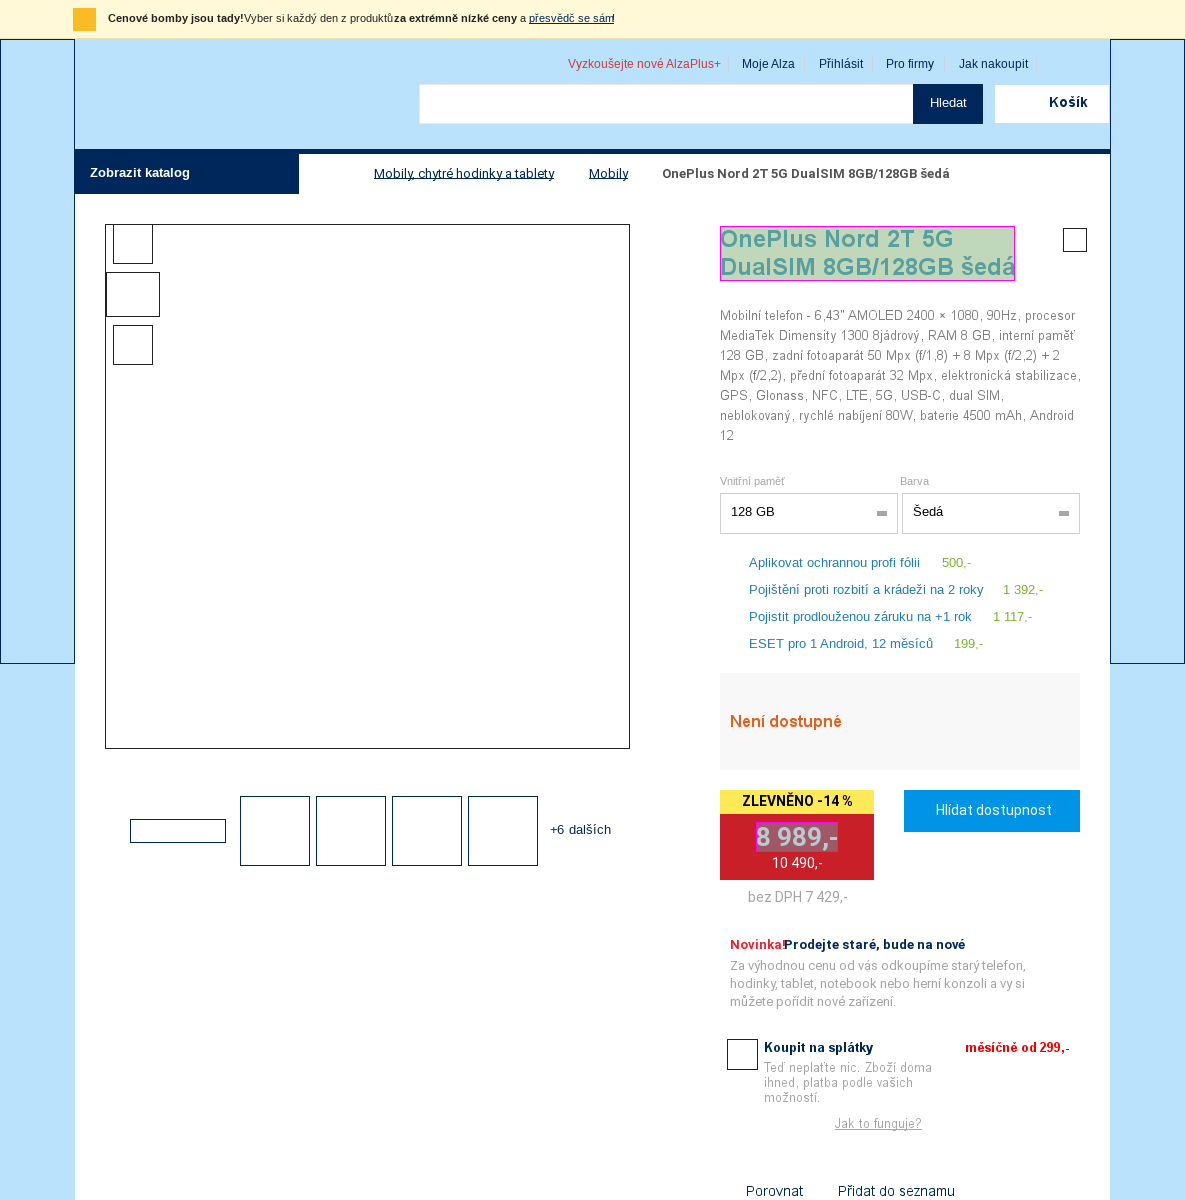 Cenové bomby jsou tady! Vyber si každý den z produktů za extrémně nízké ceny a přesvědč se sám!
Vyzkoušejte nové AlzaPlus+ Moje Alza Přihlásit Pro firmy Jak nakoupit
Hledat Košík
Zobrazit katalog Mobily, chytré hodinky a tablety Mobily OnePlus Nord 2T 5G DualSIM 8GB/128GB šedá
OnePlus Nord 2T 5G
DualSIM 8GB/128GB šedá
Mobilní telefon - 6,43" AMOLED 2400 × 1080, 90Hz, procesor
MediaTek Dimensity 1300 8jádrový, RAM 8 GB, interní paměť
128 GB, zadní fotoaparát 50 Mpx (f/1,8) + 8 Mpx (f/2,2) + 2
Mpx (f/2,2), přední fotoaparát 32 Mpx, elektronická stabilizace,
GPS, Glonass, NFC, LTE, 5G, USB-C, dual SIM,
neblokovaný, rychlé nabíjení 80W, baterie 4500 mAh, Android
12
Vnitřní paměť Barva
128 GB Šedá
Aplikovat ochrannou profi fólii 500,-
Pojištění proti rozbití a krádeži na 2 roky 1 392,-
Pojistit prodlouženou záruku na +1 rok 1 117,-
ESET pro 1 Android, 12 měsíců 199,-
Není dostupné
ZLEVNĚNO -14 %
Hlídat dostupnost
8 989,-
+6 dalších
10 490,-
bez DPH 7 429,-
Novinka! Prodejte staré, bude na nové
Za výhodnou cenu od vás odkoupíme starý telefon,
hodinky, tablet, notebook nebo herní konzoli a vy si
můžete pořídit nové zařízení.
Koupit na splátky měsíčně od 299,-
Teď neplaťte nic. Zboží doma
ihned, platba podle vašich
možností.
Jak to funguje?
Porovnat Přidat do seznamu